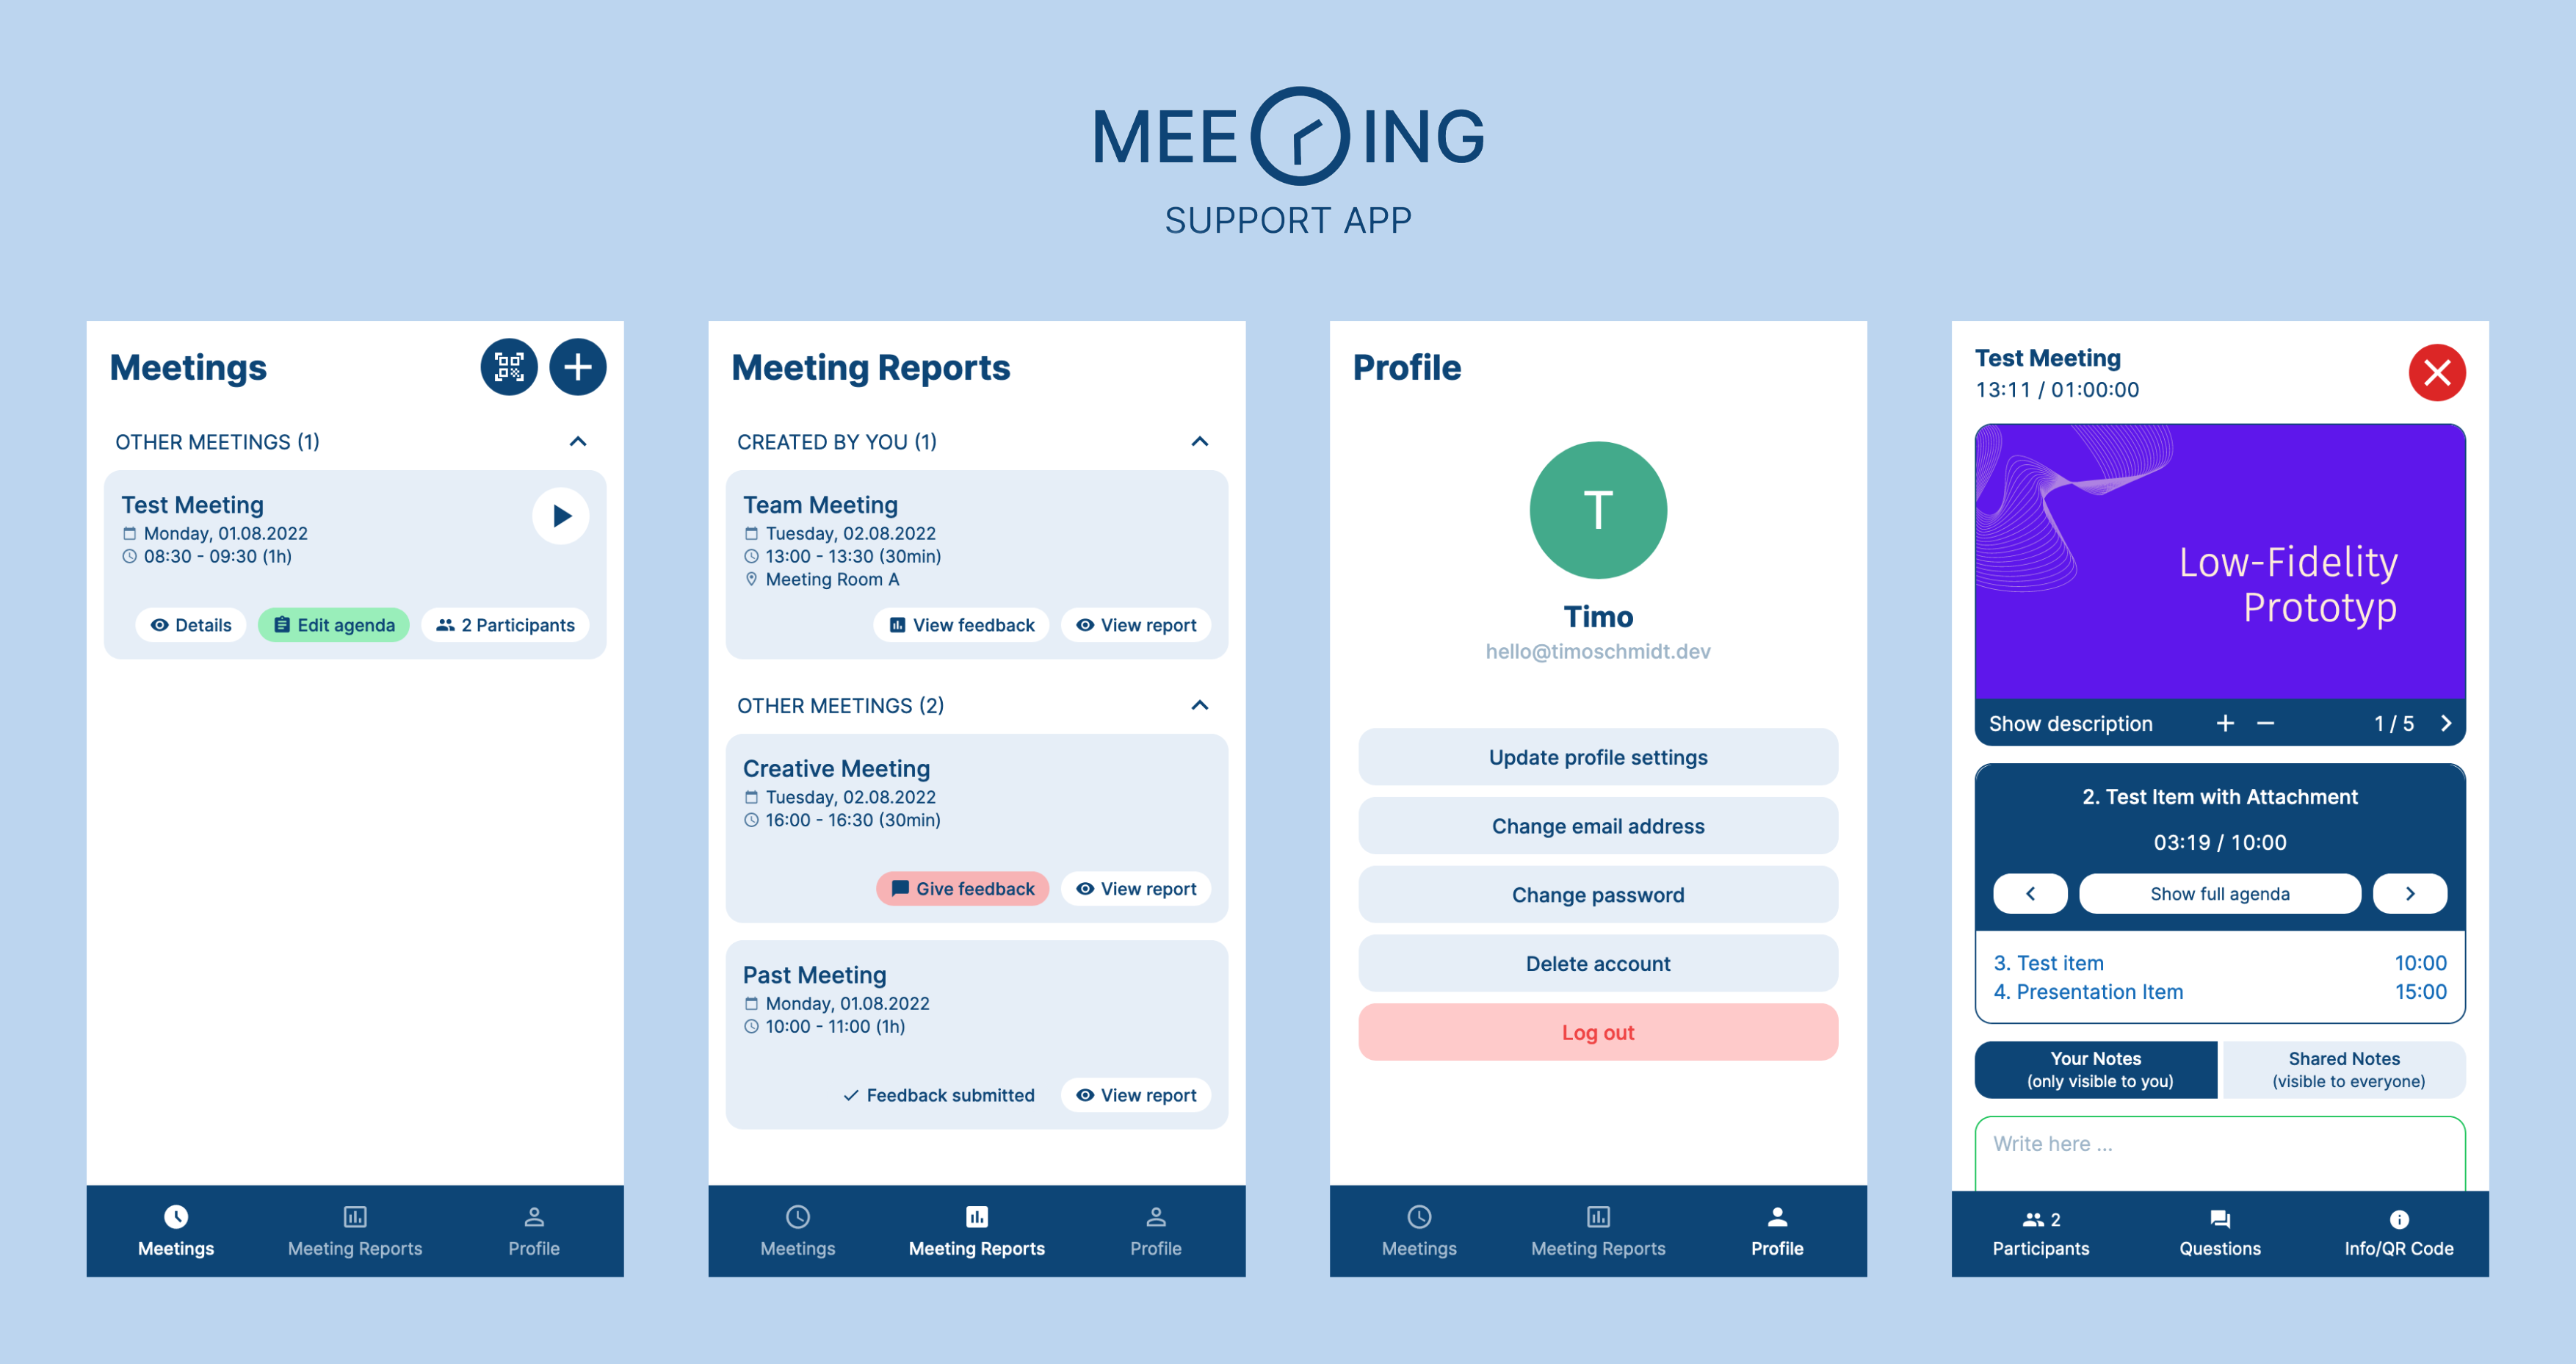 MEETING
SUPPORT APP
Meetings
OTHER MEETINGS (1)
Test Meeting
Monday, 01.08.2022
08:30 - 09:30 (1h)
Details
Edit agenda
2 Participants
Meetings
Meeting Reports
Profile
Meeting Reports
CREATED BY YOU (1)
Team Meeting
Tuesday, 02.08.2022
13:00 - 13:30 (30min)
Meeting Room A
View feedback
View report
OTHER MEETINGS (2)
Creative Meeting
Tuesday, 02.08.2022
16:00 - 16:30 (30min)
Give feedback
View report
Past Meeting
Monday, 01.08.2022
10:00 - 11:00 (1h)
Feedback submitted
View report
Meetings
Meeting Reports
Profile
Profile
T
Timo
hello@timoschmidt.dev
Update profile settings
Change email address
Change password
Delete account
Log out
Meetings
Meeting Reports
Profile
Test Meeting
13:11 / 01:00:00
Low-Fidelity
Prototyp
Show description + − 1 / 5
2. Test Item with Attachment
03:19 / 10:00
Show full agenda
3. Test item 10:00
4. Presentation Item 15:00
Your Notes
(only visible to you)
Shared Notes
(visible to everyone)
Write here ...
2
Participants
Questions
Info/QR Code